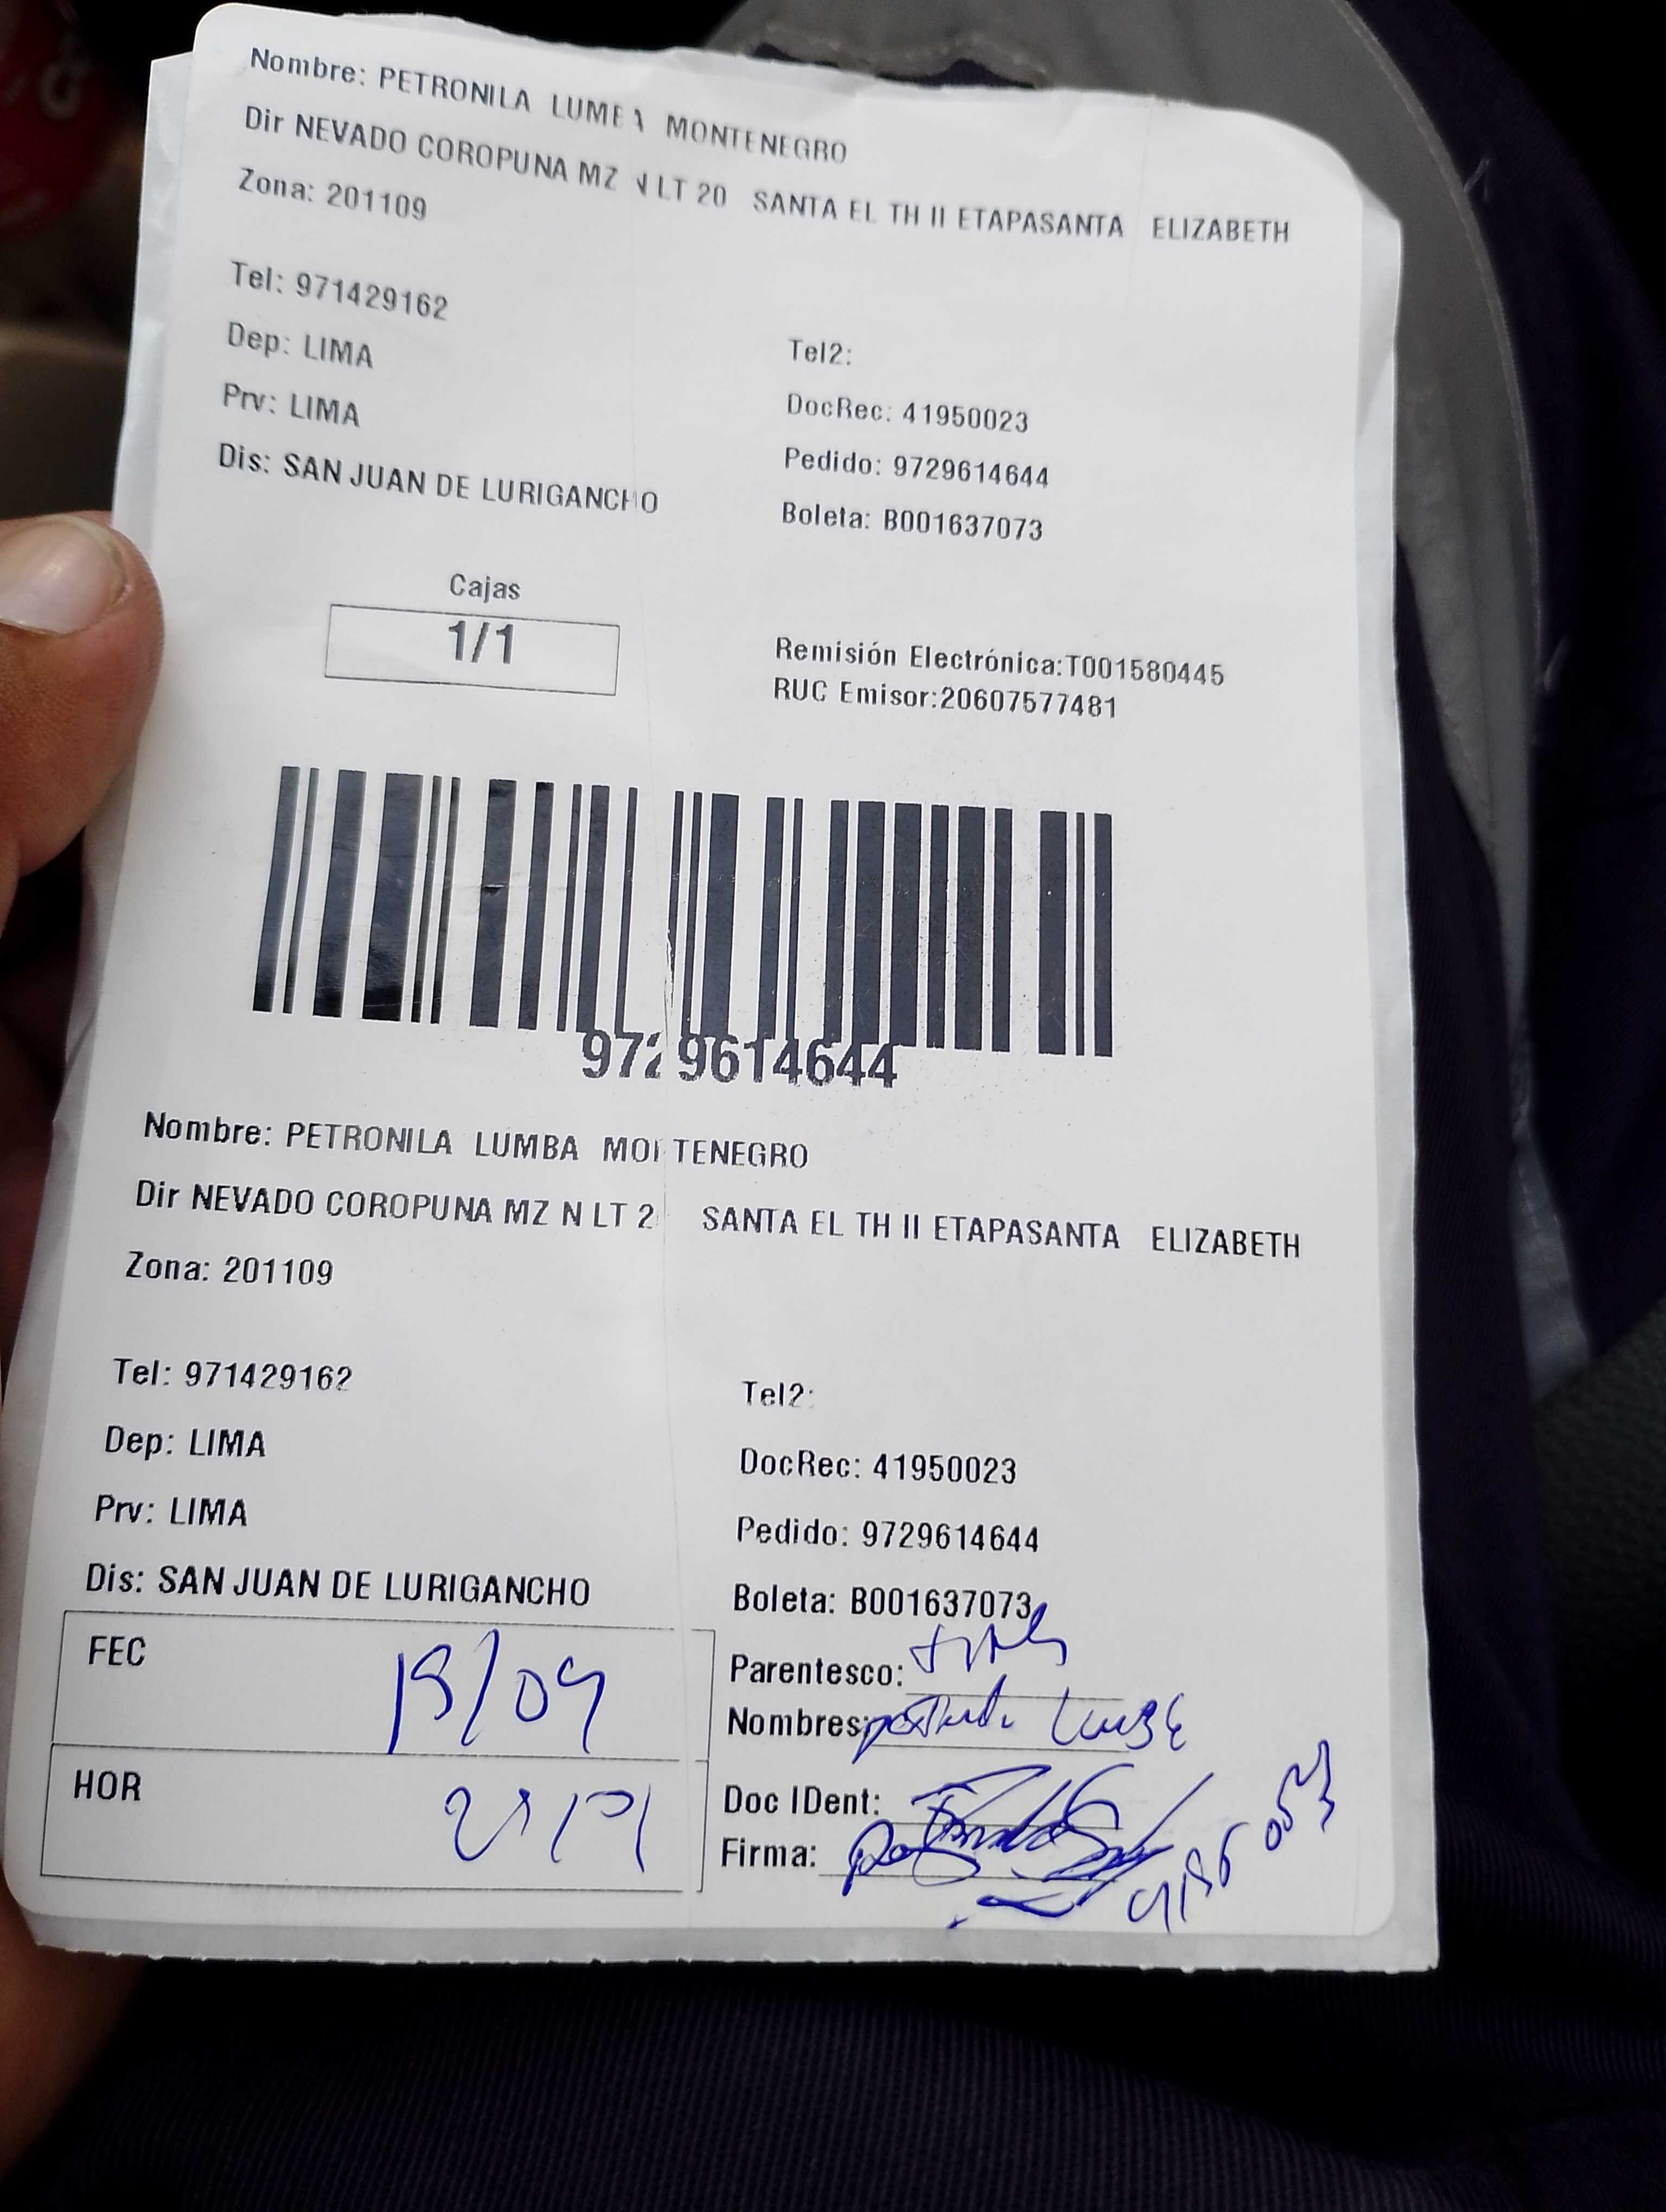 Nombre: PETRONILA LUMBA MONTENEGRO
Dir NEVADO COROPUNA MZ N LT 20 SANTA EL TH II ETAPASANTA ELIZABETH
Zona: 201109
Tel: 971429162
Tel2:
Dep: LIMA
DocRec: 41950023
Prv: LIMA
Pedido: 9729614644
Dis: SAN JUAN DE LURIGANCHO
Boleta: B001637073
Cajas
1/1
Remisión Electrónica:T001580445
RUC Emisor:20607577481
9729614644
Nombre: PETRONILA LUMBA MONTENEGRO
Dir NEVADO COROPUNA MZ N LT 2 SANTA EL TH II ETAPASANTA ELIZABETH
Zona: 201109
Tel: 971429162
Tel2:
Dep: LIMA
DocRec: 41950023
Prv: LIMA
Pedido: 9729614644
Dis: SAN JUAN DE LURIGANCHO
Boleta: B001637073
FEC
Parentesco:
Nombres:
HOR
Doc IDent:
Firma: